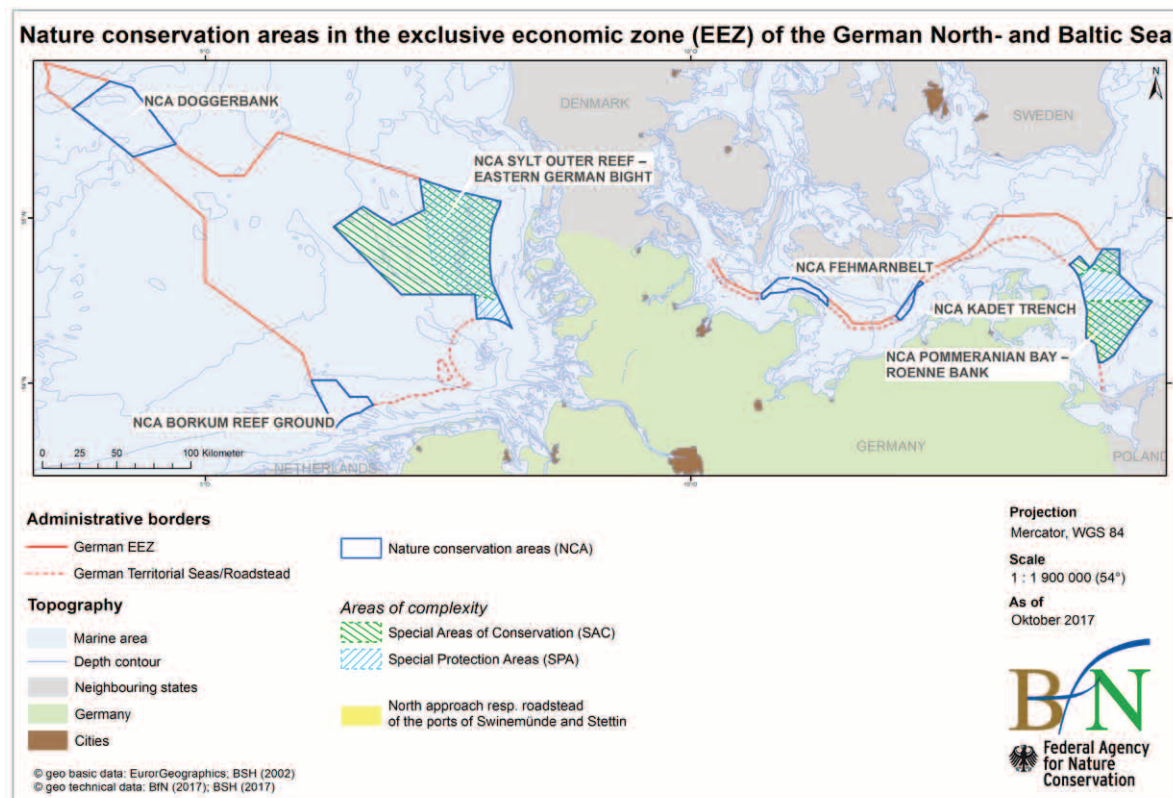 Nature conservation areas in the exclusive economic zone (EEZ) of the German North- and Baltic Sea
N
NCA DOGGERBANK
DENMARK
SWEDEN
NCA SYLT OUTER REEF –
EASTERN GERMAN BIGHT
NCA FEHMARNBELT
NCA KADET TRENCH
NCA POMMERANIAN BAY –
ROENNE BANK
NCA BORKUM REEF GROUND
GERMANY
POLAND
NETHERLANDS
0 25 50 100 Kilometer
Administrative borders
German EEZ
German Territorial Seas/Roadstead
Topography
Marine area
Depth contour
Neighbouring states
Germany
Cities
© geo basic data: EurorGeographics; BSH (2002)
© geo technical data: BfN (2017); BSH (2017)
Nature conservation areas (NCA)
Areas of complexity
Special Areas of Conservation (SAC)
Special Protection Areas (SPA)
North approach resp. roadstead
of the ports of Swinemünde and Stettin
Projection
Mercator, WGS 84
Scale
1 : 1 900 000 (54°)
As of
Oktober 2017
BfN
Federal Agency
for Nature
Conservation